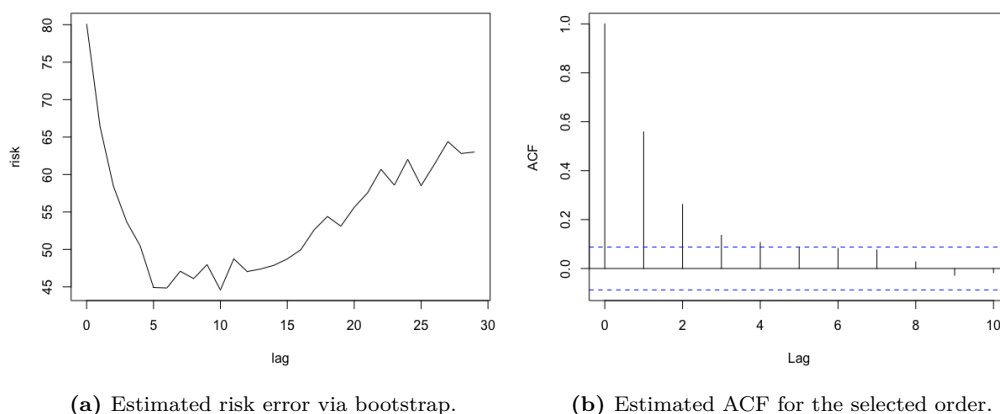 80
75
70
65
60
55
50
45
risk
0 5 10 15 20 25 30
lag
1.0
0.8
0.6
0.4
0.2
0.0
ACF
0 2 4 6 8 10
Lag
(a) Estimated risk error via bootstrap.
(b) Estimated ACF for the selected order.